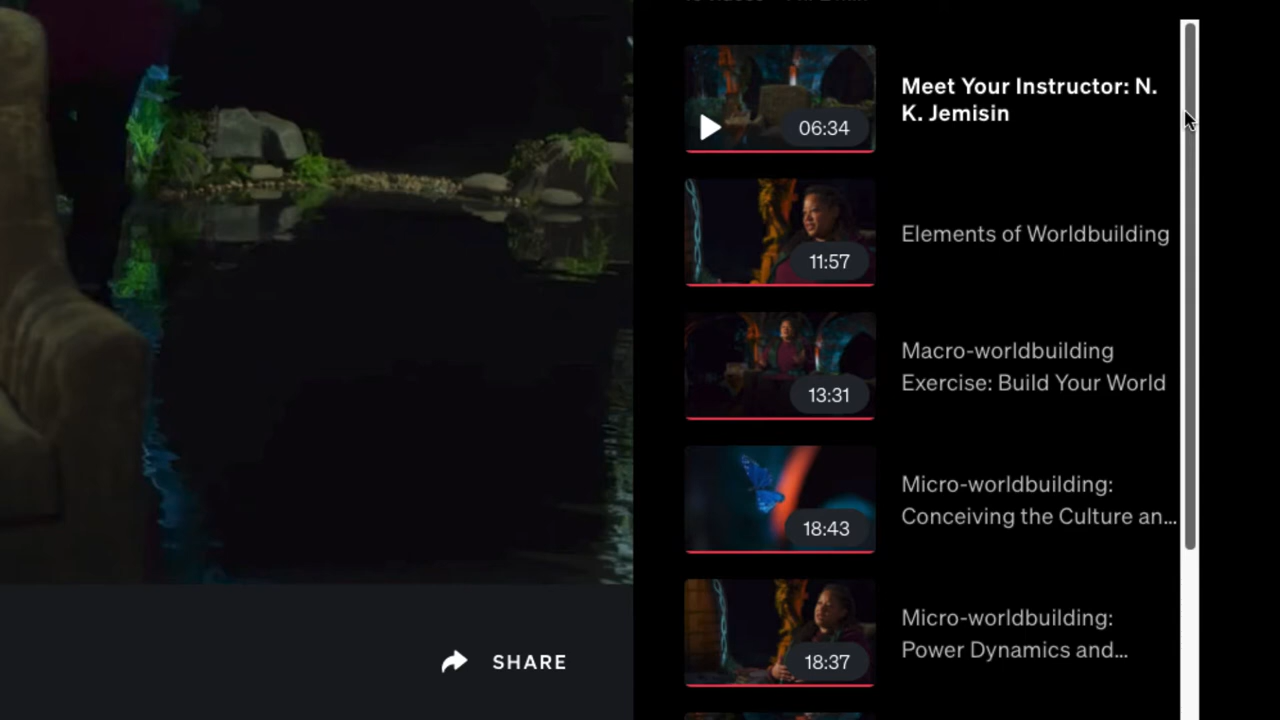 Meet Your Instructor: N.
K. Jemisin
06:34
Elements of Worldbuilding
11:57
Macro-worldbuilding
Exercise: Build Your World
13:31
Micro-worldbuilding:
Conceiving the Culture an...
18:43
Micro-worldbuilding:
Power Dynamics and...
18:37
SHARE